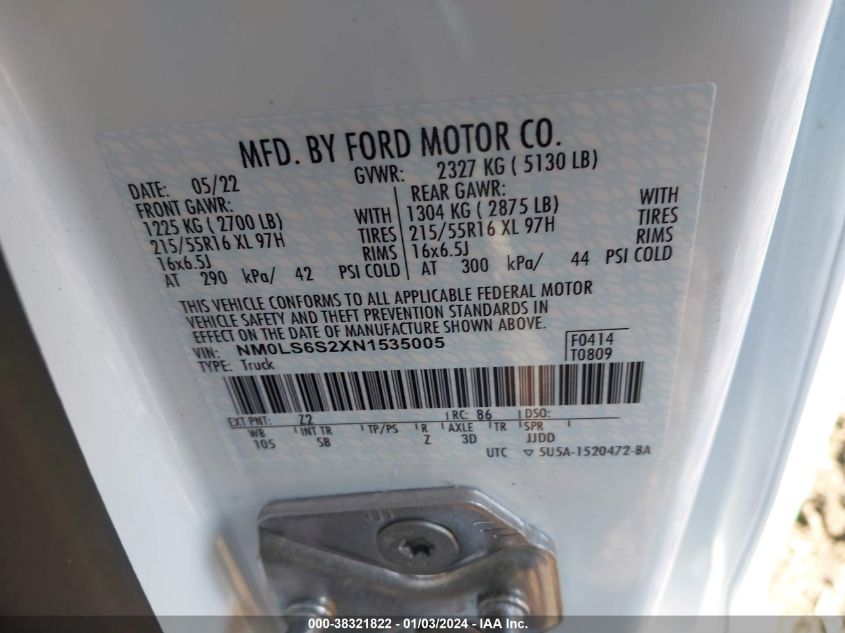 MFD. BY FORD MOTOR CO.
DATE: 05/22 GVWR: 2327 KG ( 5130 LB)
FRONT GAWR: REAR GAWR:
1225 KG ( 2700 LB) WITH 1304 KG ( 2875 LB) WITH
215/55R16 XL 97H TIRES 215/55R16 XL 97H TIRES
16x6.5J RIMS 16x6.5J RIMS
AT 290 kPa/ 42 PSI COLD AT 300 kPa/ 44 PSI COLD
THIS VEHICLE CONFORMS TO ALL APPLICABLE FEDERAL MOTOR
VEHICLE SAFETY AND THEFT PREVENTION STANDARDS IN
EFFECT ON THE DATE OF MANUFACTURE SHOWN ABOVE.
VIN: NM0LS6S2XN1535005 F0414
TYPE: Truck T0809
EXT PNT: Z2 RC: 86 DSO:
WB INT TR TP/PS R AXLE TR SPR
105 SB Z 3D JJDD
UTC ▽ 5U5A-1520472-BA
000-38321822 - 01/03/2024 - IAA Inc.